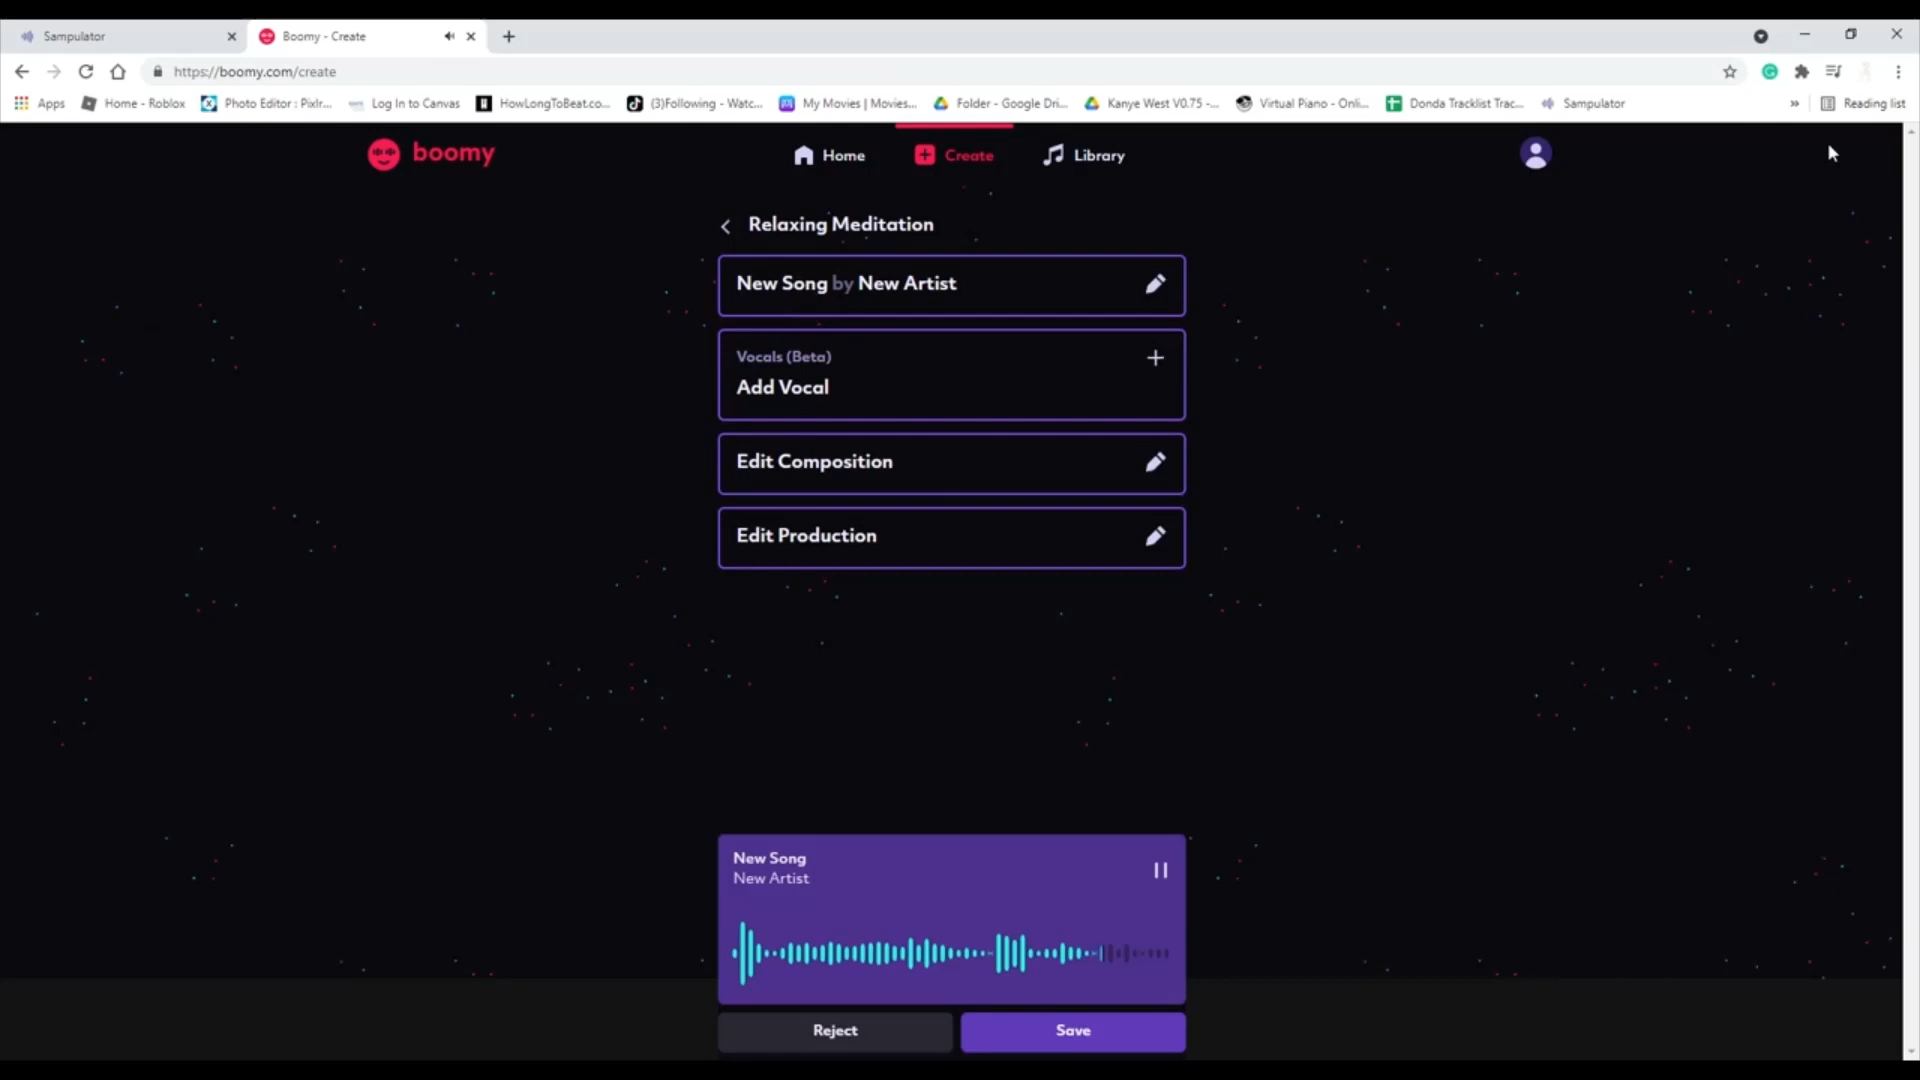 Sampulator
Boomy - Create
https://boomy.com/create
Apps
Home - Roblox
Photo Editor : Pixlr...
Log In to Canvas
HowLongToBeat.co...
(3)Following - Watc...
My Movies | Movies...
Folder - Google Dri...
Kanye West V0.75 -...
Virtual Piano - Onli...
Donda Tracklist Trac...
Sampulator
»
Reading list
boomy
Home
Create
Library
Relaxing Meditation
New Song by New Artist
Vocals (Beta)
Add Vocal
Edit Composition
Edit Production
New Song
New Artist
Reject
Save